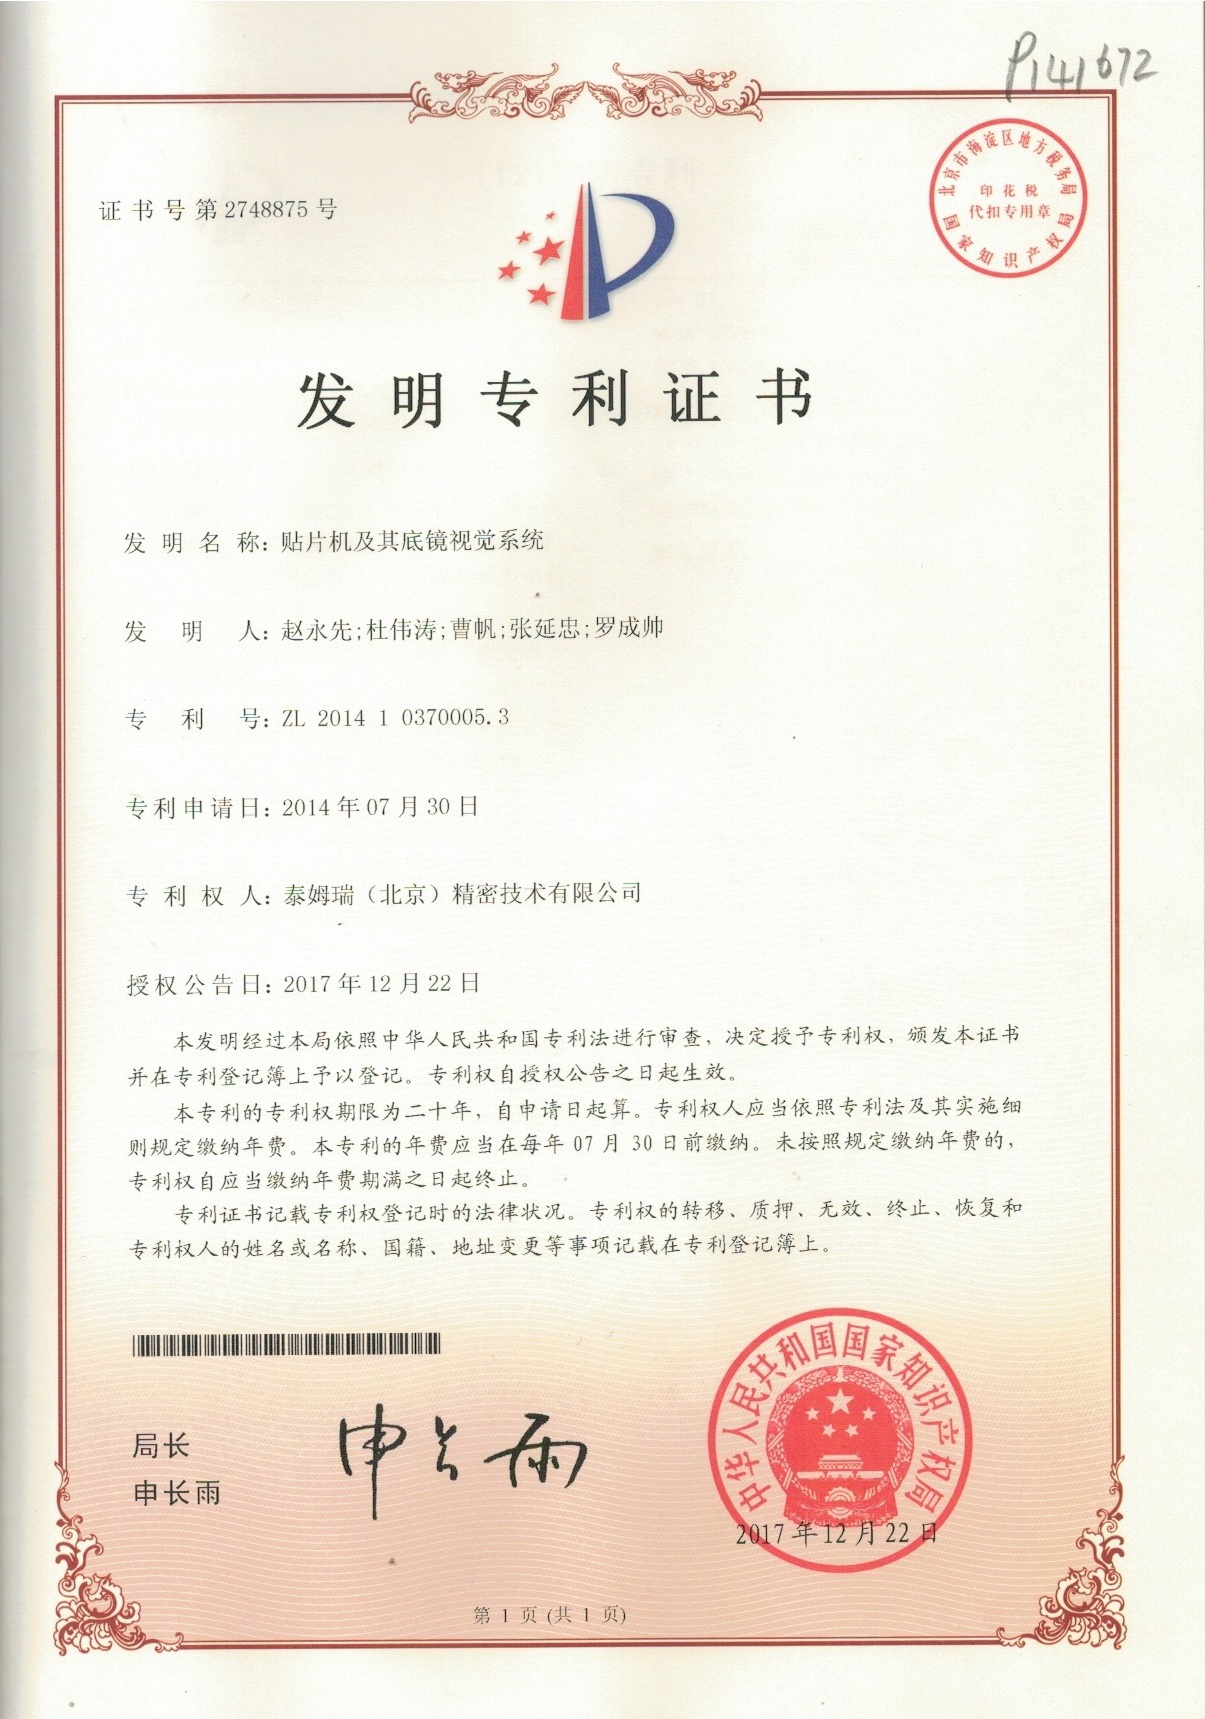 P141672
北京市海淀区地方税务局
印花税
代扣专用章
国家知识产权局
证书号第2748875号
发明专利证书
发明名称：贴片机及其底镜视觉系统
发明人：赵永先;杜伟涛;曹帆;张延忠;罗成帅
专利号：ZL 2014 1 0370005.3
专利申请日：2014年07月30日
专利权人：泰姆瑞（北京）精密技术有限公司
授权公告日：2017年12月22日
本发明经过本局依照中华人民共和国专利法进行审查，决定授予专利权，颁发本证书
并在专利登记簿上予以登记。专利权自授权公告之日起生效。
本专利的专利权期限为二十年，自申请日起算。专利权人应当依照专利法及其实施细
则规定缴纳年费。本专利的年费应当在每年07月30日前缴纳。未按照规定缴纳年费的，
专利权自应当缴纳年费期满之日起终止。
专利证书记载专利权登记时的法律状况。专利权的转移、质押、无效、终止、恢复和
专利权人的姓名或名称、国籍、地址变更等事项记载在专利登记簿上。
局长
申长雨
申长雨
中华人民共和国国家知识产权局
2017年12月22日
第1页(共1页)